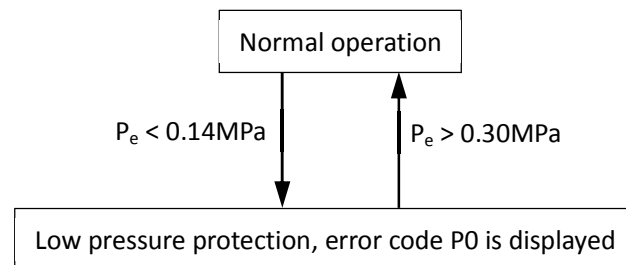 Normal operation
Pₑ < 0.14MPa
Pₑ > 0.30MPa
Low pressure protection, error code P0 is displayed